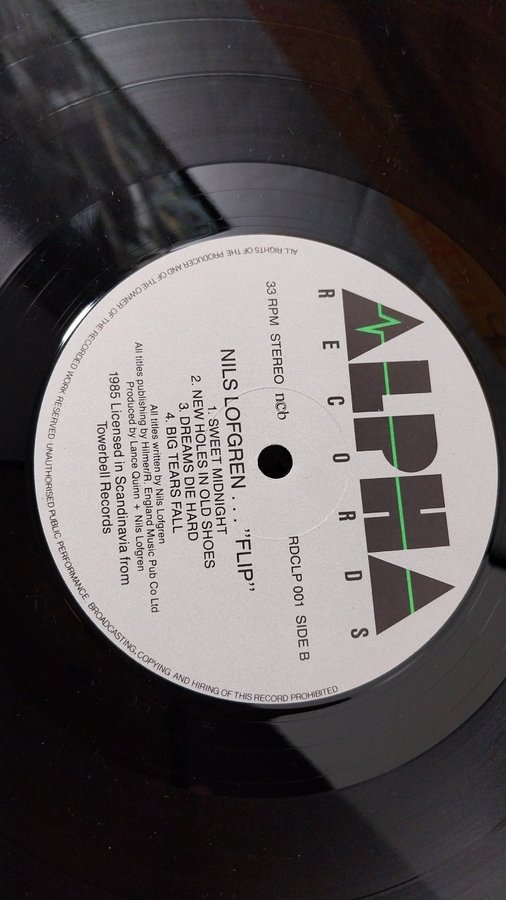 ALPHA
RECORDS
33 RPM STEREO ncb
RDCLP 001 SIDE B
NILS LOFGREN . . . "FLIP"
1. SWEET MIDNIGHT
2. NEW HOLES IN OLD SHOES
3. DREAMS DIE HARD
4. BIG TEARS FALL
All titles written by Nils Lofgren
All titles publishing by Hilmer/R. England Music Pub Co Ltd
Produced by Lance Quinn + Nils Lofgren
1985 Licensed in Scandinavia from
Towerbell Records
ALL RIGHTS OF THE PRODUCER AND OF THE OWNER OF THE RECORDED WORK RESERVED UNAUTHORISED PUBLIC PERFORMANCE. BROADCASTING, COPYING AND HIRING OF THIS RECORD PROHIBITED